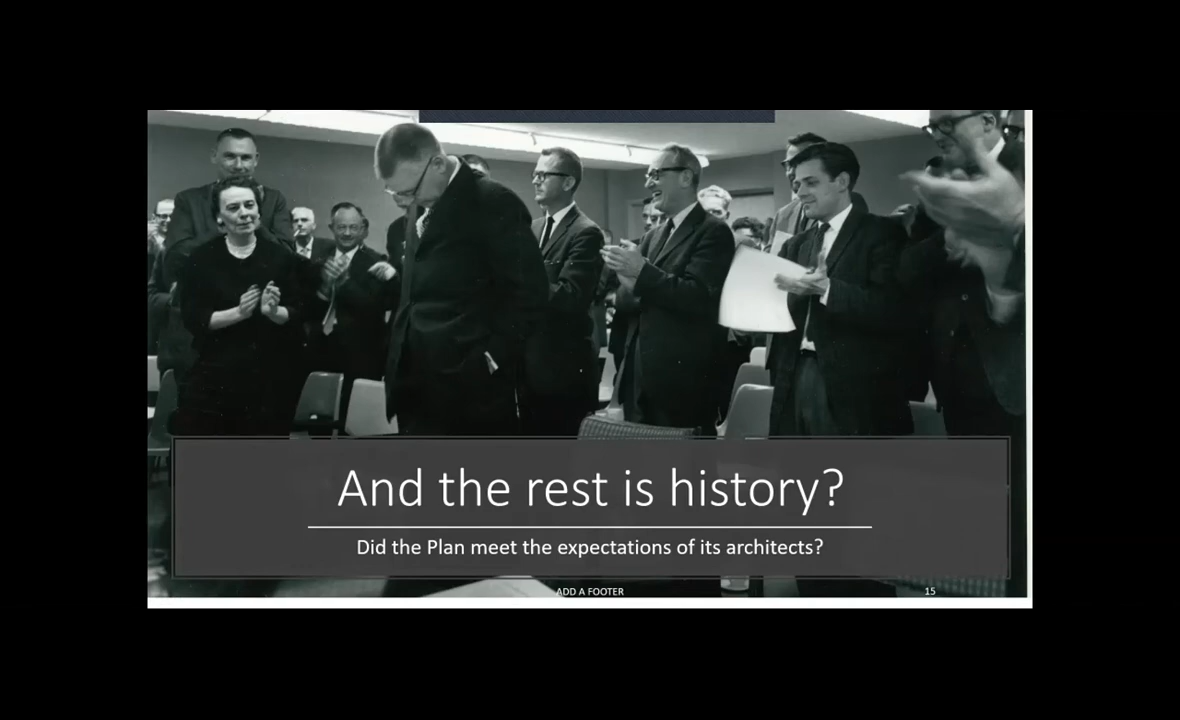 And the rest is history?
Did the Plan meet the expectations of its architects?
ADD A FOOTER
15